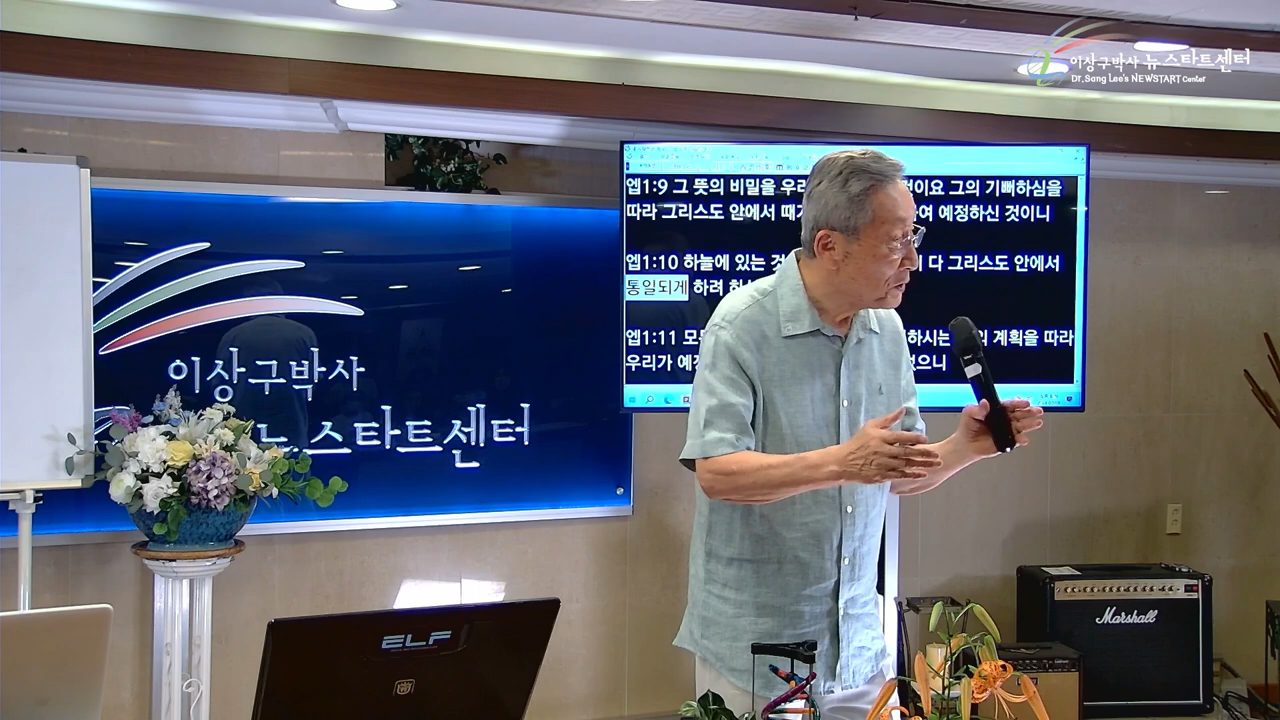 이상구박사 뉴스타트센터
Dr. Sang Lee's NEWSTART Center
엡1:9 그 뜻의 비밀을 우리 것이요 그의 기뻐하심을
따라 그리스도 안에서 때가 하여 예정하신 것이니
엡1:10 하늘에 있는 것 다 그리스도 안에서
통일되게 하려
엡1:11 하시는 계획을 따라
우리가
이상구박사
뉴스타트센터
ELF
Marshall